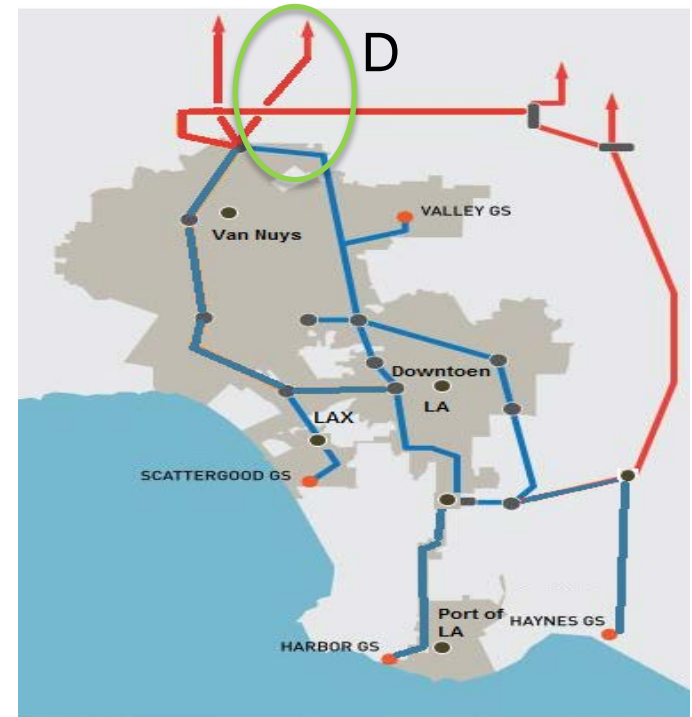 D
VALLEY GS
Van Nuys
Downtoen
LA
LAX
SCATTERGOOD GS
Port of
LA
HAYNES GS
HARBOR GS